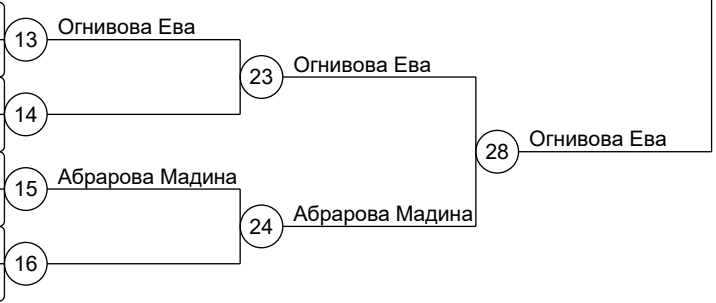 13 Огнивова Ева
23 Огнивова Ева
14
28 Огнивова Ева
15 Абрарова Мадина
24 Абрарова Мадина
16